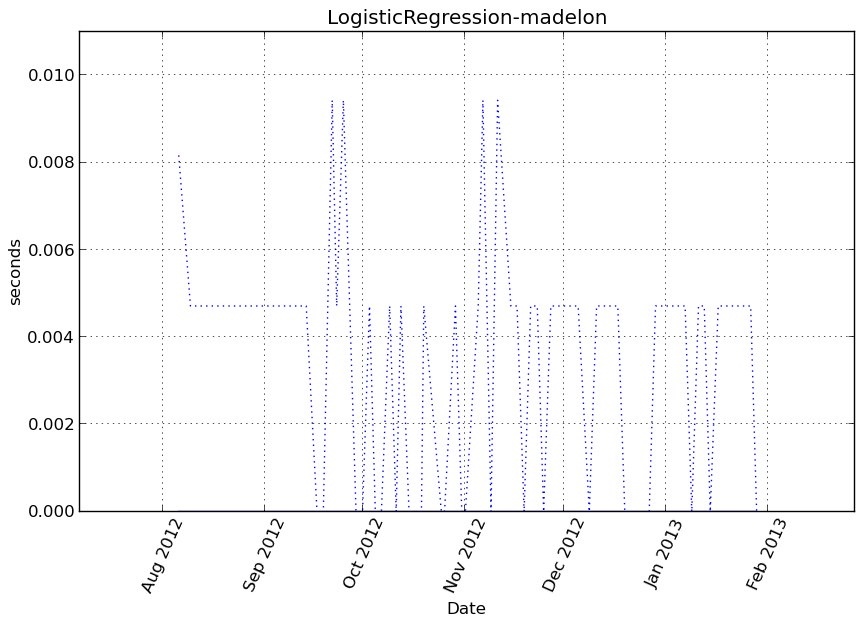 LogisticRegression-madelon
0.010
0.008
0.006
0.004
0.002
0.000
seconds
Aug 2012
Sep 2012
Oct 2012
Nov 2012
Dec 2012
Jan 2013
Feb 2013
Date